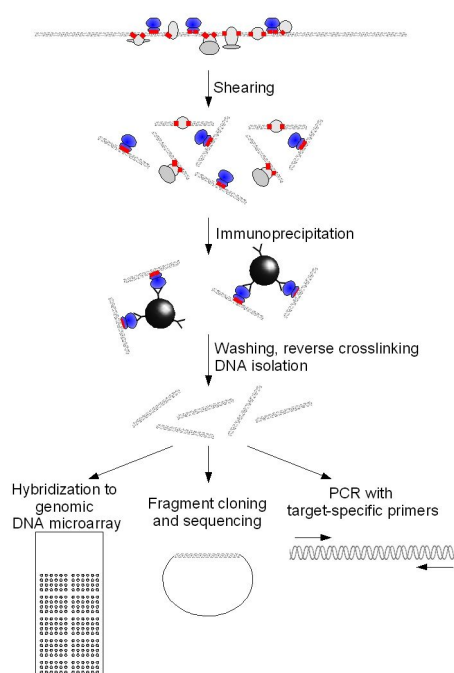 Shearing
Immunoprecipitation
Washing, reverse crosslinking
DNA isolation
Hybridization to
genomic
DNA microarray
Fragment cloning
and sequencing
PCR with
target-specific primers